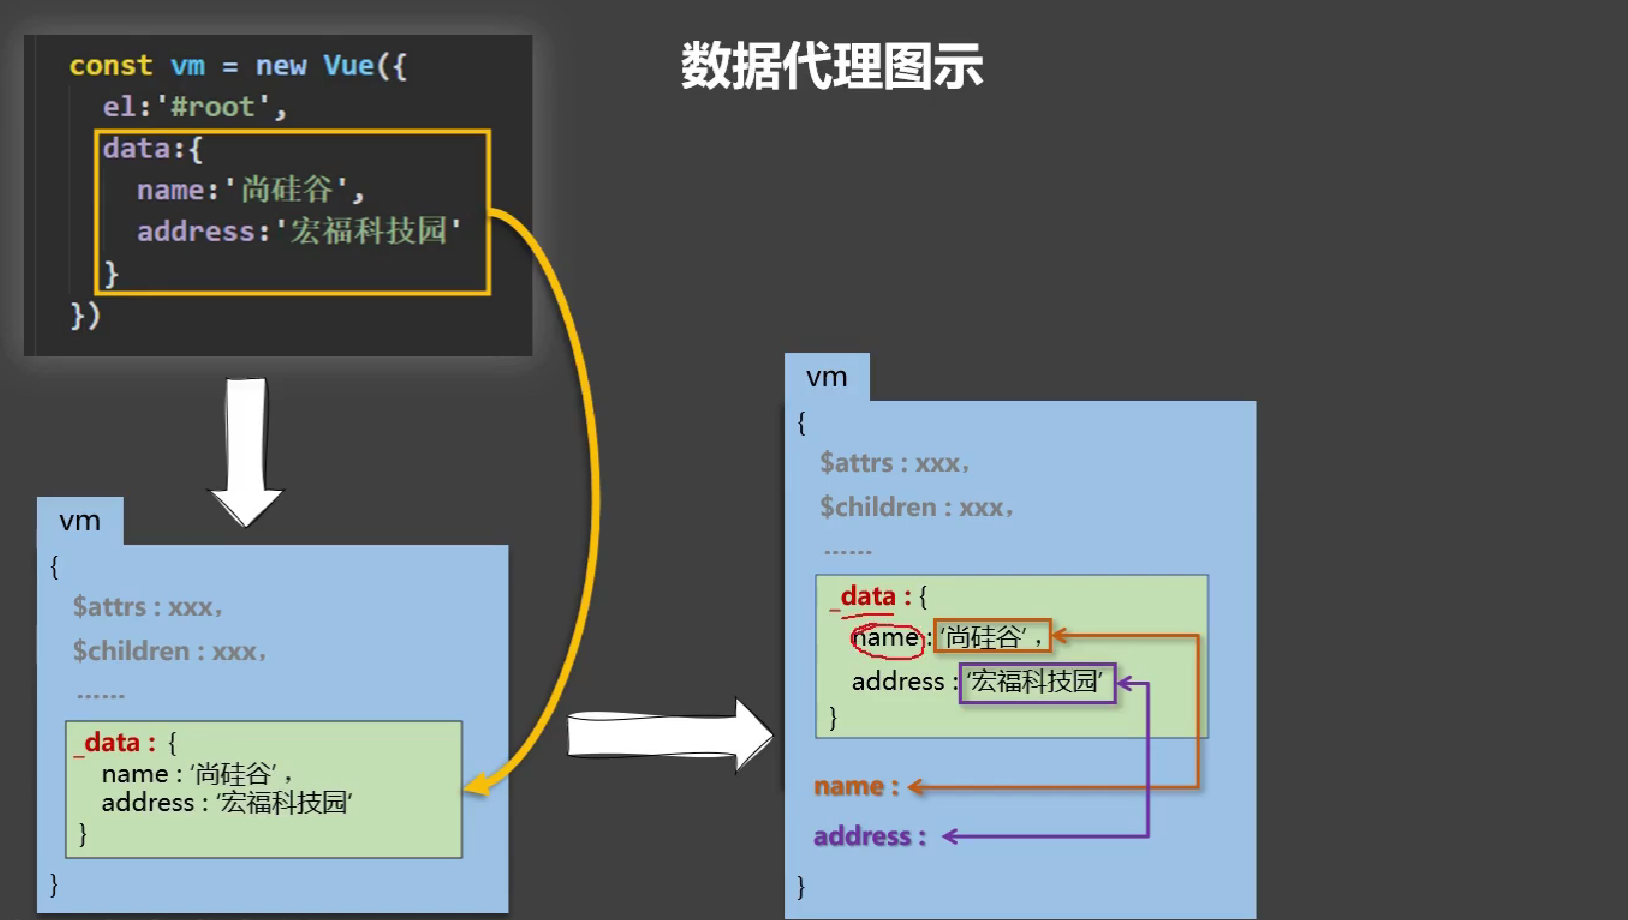 数据代理图示
const vm = new Vue({
el:'#root',
data:{
name:'尚硅谷',
address:'宏福科技园'
}
})
vm
{
$attrs : xxx,
$children : xxx,
......
_data : {
name : '尚硅谷' ,
address : '宏福科技园'
}
}
vm
{
$attrs : xxx,
$children : xxx,
......
_data : {
name : '尚硅谷' ,
address : '宏福科技园'
}
name :
address :
}